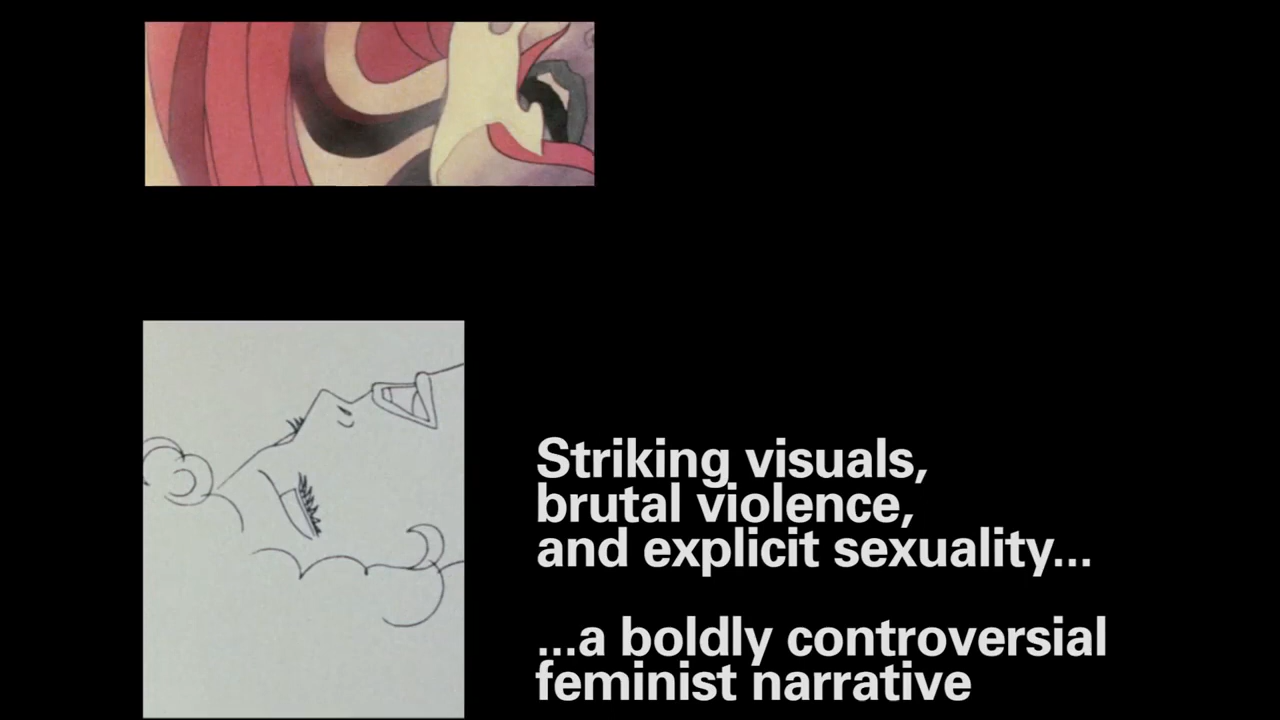 Striking visuals,
brutal violence,
and explicit sexuality...
...a boldly controversial
feminist narrative